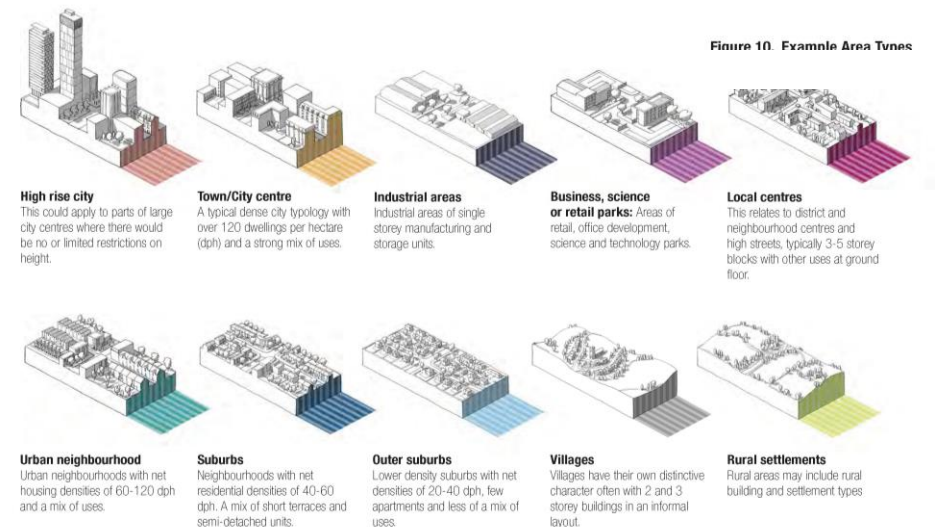 Figure 10. Example Area Types
High rise city
This could apply to parts of large
city centres where there would
be no or limited restrictions on
height.
Town/City centre
A typical dense city typology with
over 120 dwellings per hectare
(dph) and a strong mix of uses.
Industrial areas
Industrial areas of single
storey manufacturing and
storage units.
Business, science
or retail parks: Areas of
retail, office development,
science and technology parks.
Local centres
This relates to district and
neighbourhood centres and
high streets, typically 3-5 storey
blocks with other uses at ground
floor.
Urban neighbourhood
Urban neighbourhoods with net
housing densities of 60-120 dph
and a mix of uses.
Suburbs
Neighbourhoods with net
residential densities of 40-60
dph. A mix of short terraces and
semi-detached units.
Outer suburbs
Lower density suburbs with net
densities of 20-40 dph, few
apartments and less of a mix of
uses.
Villages
Villages have their own distinctive
character often with 2 and 3
storey buildings in an informal
layout.
Rural settlements
Rural areas may include rural
building and settlement types